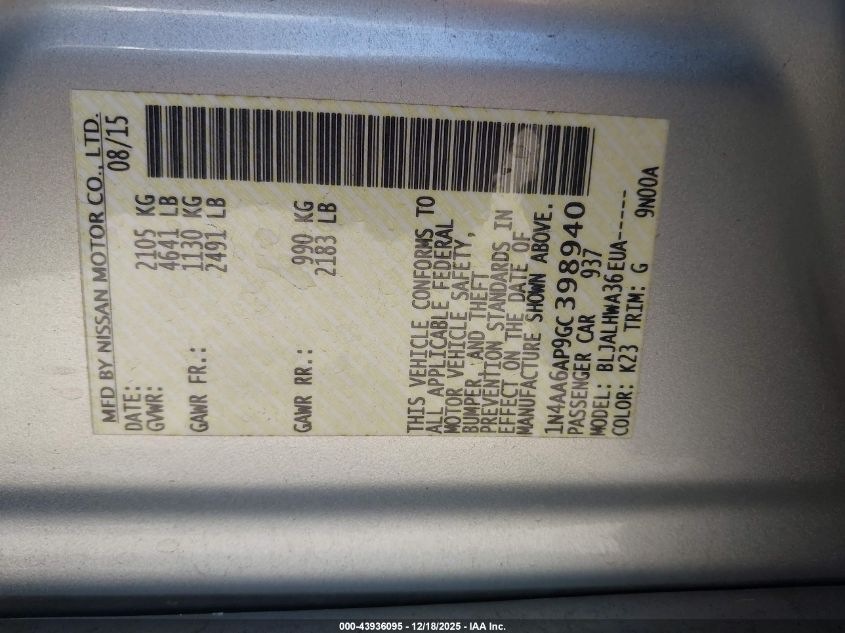 MFD BY NISSAN MOTOR CO., LTD.
DATE: 08/15
GVWR: 2105 KG
4641 LB
GAWR FR.: 1130 KG
2491 LB
GAWR RR.: 990 KG
2183 LB
THIS VEHICLE CONFORMS TO
ALL APPLICABLE FEDERAL
MOTOR VEHICLE SAFETY,
BUMPER, AND THEFT
PREVENTION STANDARDS IN
EFFECT ON THE DATE OF
MANUFACTURE SHOWN ABOVE.
1N4AA6AP9GC398940
PASSENGER CAR 937
MODEL: BLJALHWA36EUA-----
COLOR: K23 TRIM: G 9N00A
000-43936095 - 12/18/2025 - IAA Inc.